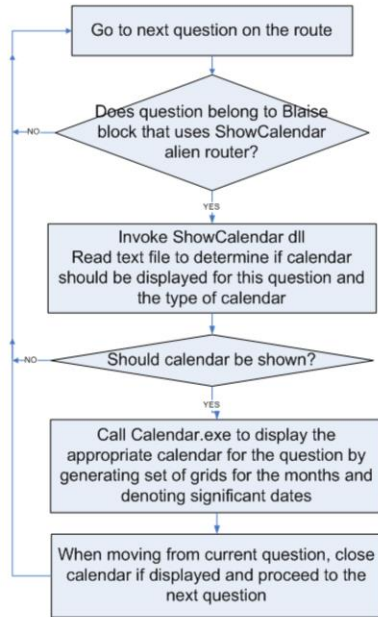 Go to next question on the route
Does question belong to Blaise
block that uses ShowCalendar
alien router?
NO
YES
Invoke ShowCalendar dll
Read text file to determine if calendar
should be displayed for this question and
the type of calendar
Should calendar be shown?
NO
YES
Call Calendar.exe to display the
appropriate calendar for the question by
generating set of grids for the months and
denoting significant dates
When moving from current question, close
calendar if displayed and proceed to the
next question